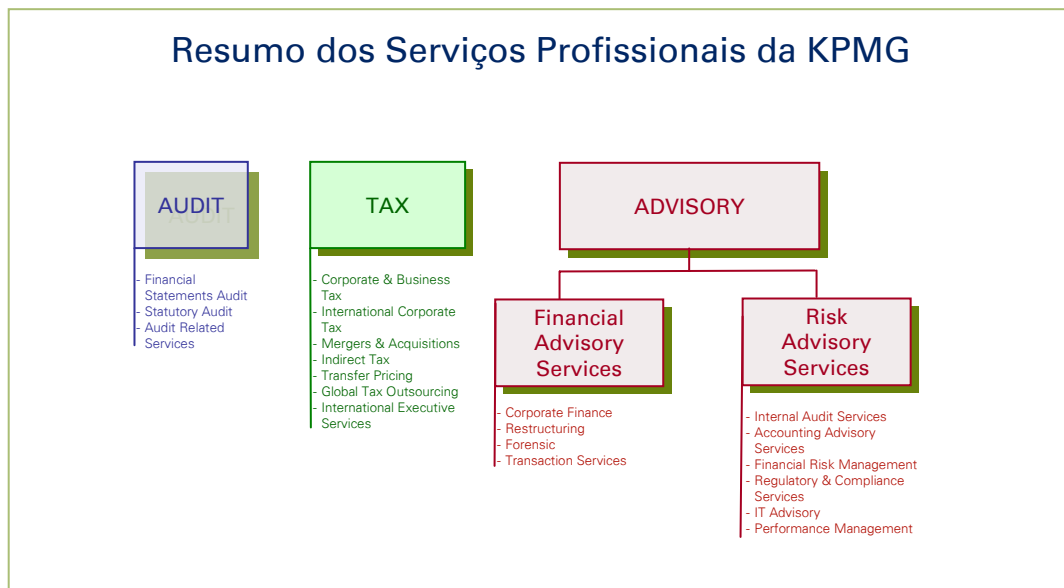 Resumo dos Serviços Profissionais da KPMG
AUDIT
AUDIT
- Financial
Statements Audit
- Statutory Audit
- Audit Related
Services
TAX
- Corporate & Business
Tax
- International Corporate
Tax
- Mergers & Acquisitions
- Indirect Tax
- Transfer Pricing
- Global Tax Outsourcing
- International Executive
Services
ADVISORY
Financial
Advisory
Services
- Corporate Finance
- Restructuring
- Forensic
- Transaction Services
Risk
Advisory
Services
- Internal Audit Services
- Accounting Advisory
Services
- Financial Risk Management
- Regulatory & Compliance
Services
- IT Advisory
- Performance Management